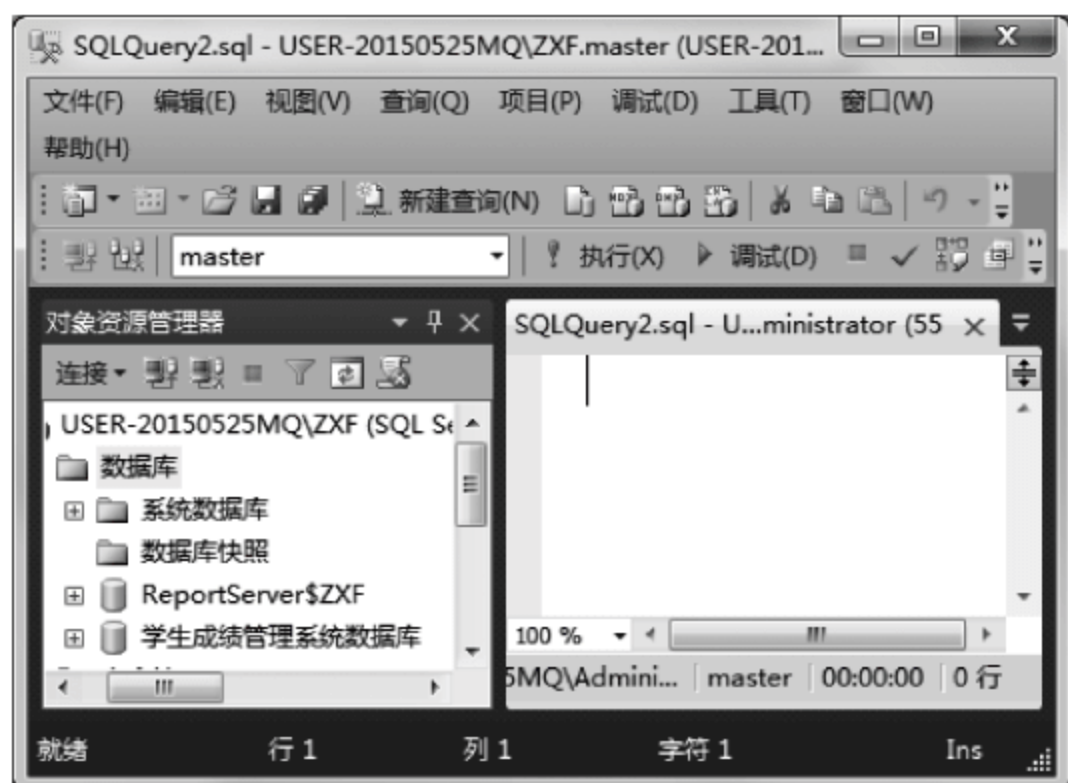 SQLQuery2.sql - USER-20150525MQ\ZXF.master (USER-201...
文件(F) 编辑(E) 视图(V) 查询(Q) 项目(P) 调试(D) 工具(T) 窗口(W)
帮助(H)
新建查询(N)
master 执行(X) 调试(D)
对象资源管理器
SQLQuery2.sql - U...ministrator (55
连接
USER-20150525MQ\ZXF (SQL Se
数据库
系统数据库
数据库快照
ReportServer$ZXF
学生成绩管理系统数据库
100 %
5MQ\Admini... master 00:00:00 0 行
就绪 行 1 列 1 字符 1 Ins